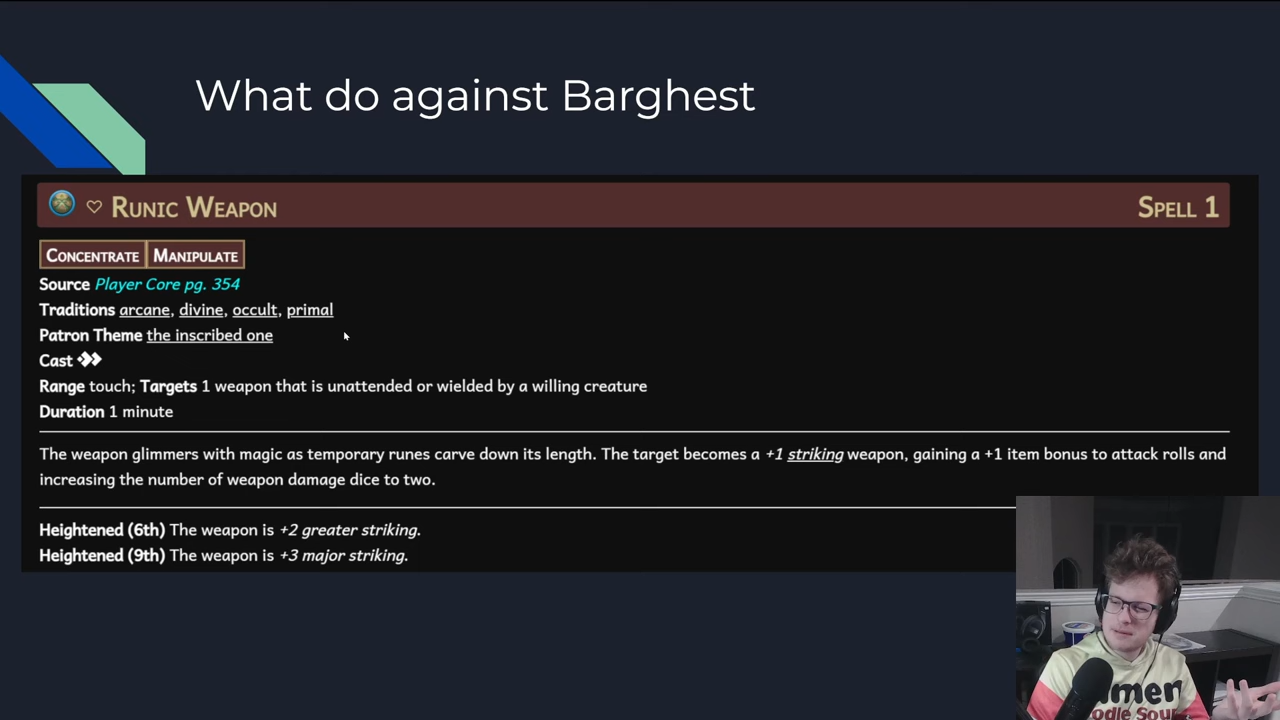 What do against Barghest
Runic Weapon
Spell 1
Concentrate Manipulate
Source Player Core pg. 354
Traditions arcane, divine, occult, primal
Patron Theme the inscribed one
Cast
Range touch; Targets 1 weapon that is unattended or wielded by a willing creature
Duration 1 minute
The weapon glimmers with magic as temporary runes carve down its length. The target becomes a +1 striking weapon, gaining a +1 item bonus to attack rolls and
increasing the number of weapon damage dice to two.
Heightened (6th) The weapon is +2 greater striking.
Heightened (9th) The weapon is +3 major striking.